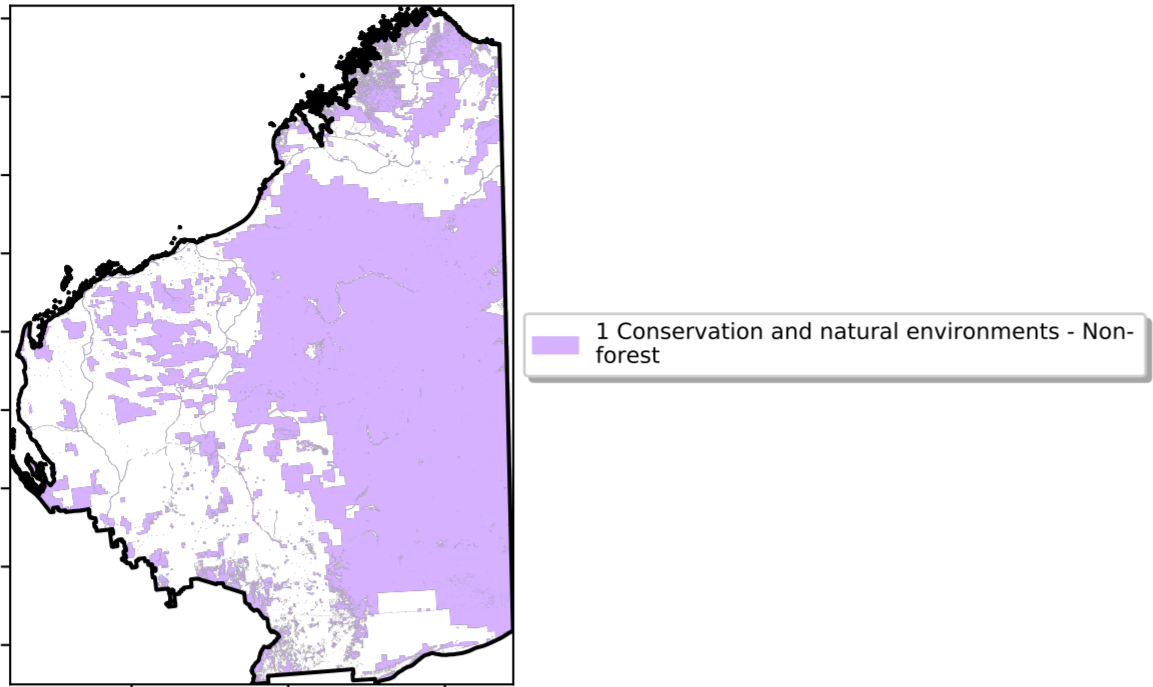 1 Conservation and natural environments - Non-
forest